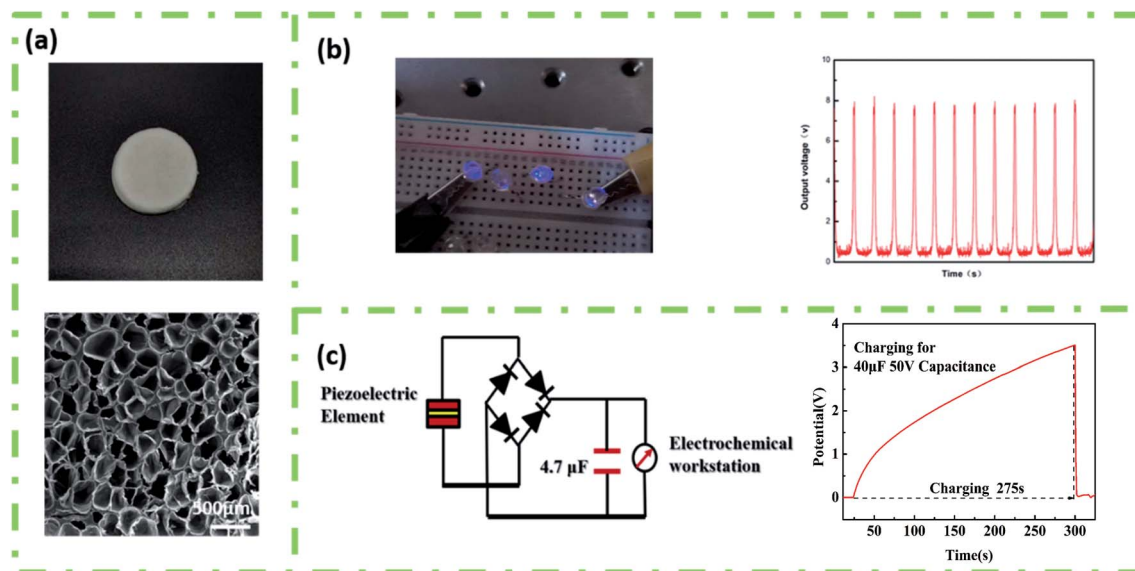 (a)
500μm
(b)
10
8
6
4
2
0
Output voltage（v）
Time（s）
(c)
Piezoelectric
Element
4.7 μF
Electrochemical
workstation
4
3
2
1
0
Potential(V)
Charging for
40μF 50V Capacitance
Charging 275s
50 100 150 200 250 300
Time(s)